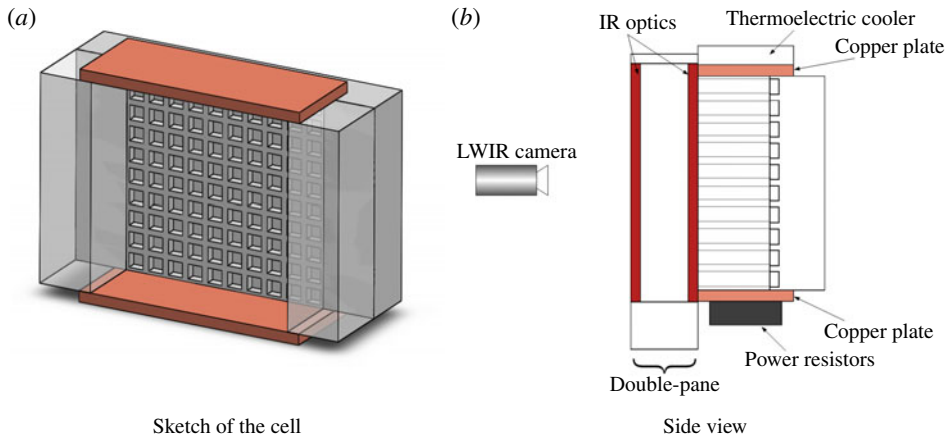 (a)
(b)
IR optics
Thermoelectric cooler
Copper plate
LWIR camera
Copper plate
Power resistors
Double-pane
Sketch of the cell
Side view